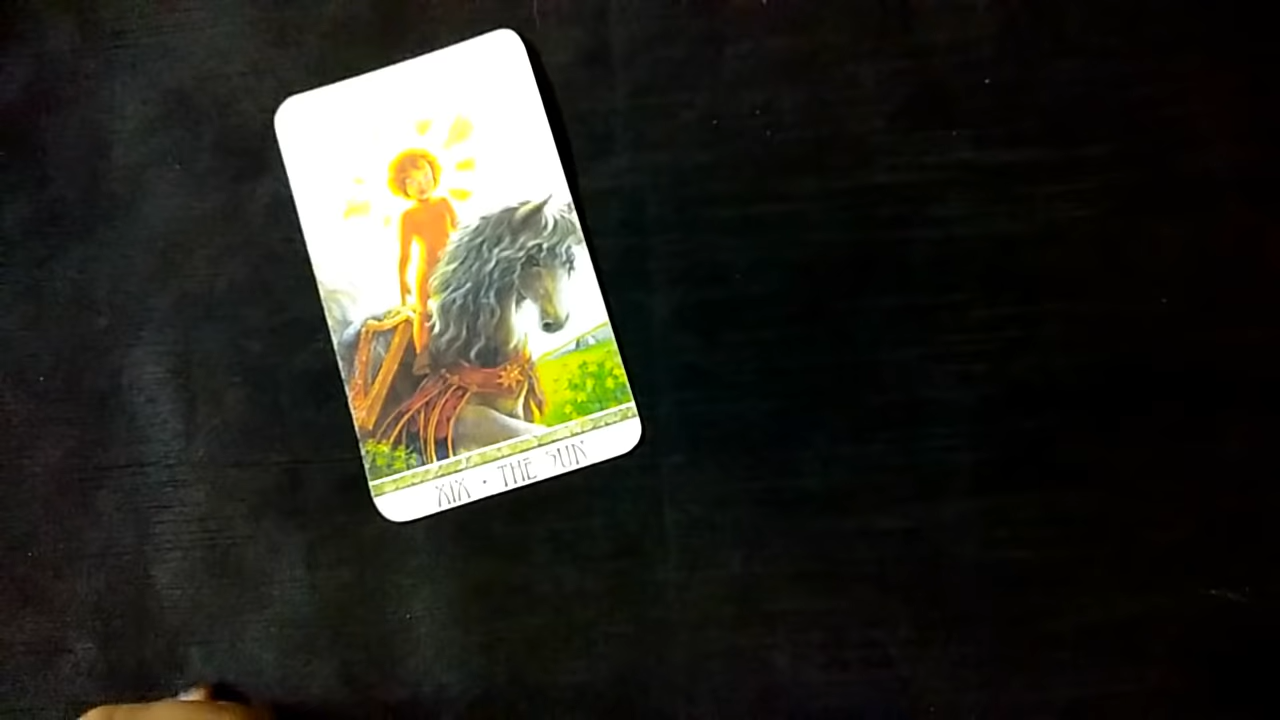 XIX • THE SUN